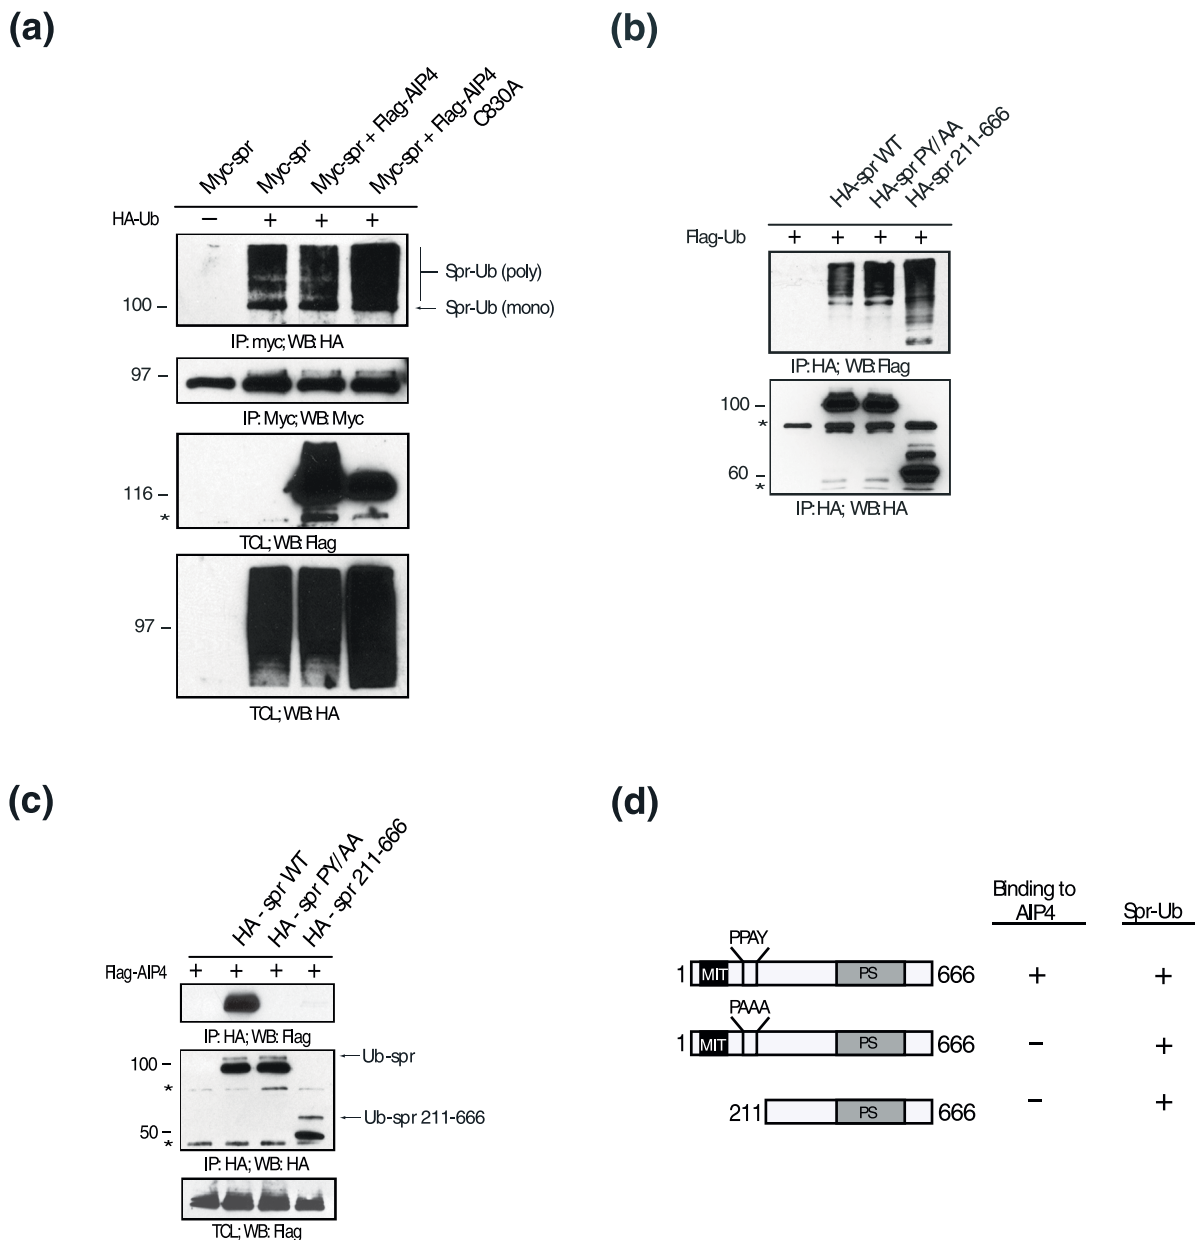 (a)
Myc-spr
Myc-spr
Myc-spr + Flag-AIP4
Myc-spr + Flag-AIP4
C830A
HA-Ub − + + +
Spr-Ub (poly)
100 –
Spr-Ub (mono)
IP: myc; WB: HA
97 –
IP: Myc; WB: Myc
116 –
*
TCL; WB: Flag
97 –
TCL; WB: HA
(b)
HA-spr WT
HA-spr PY/AA
HA-spr 211-666
Flag-Ub + + + +
IP: HA; WB: Flag
100 –
*
60 –
*
IP: HA; WB: HA
(c)
HA - spr WT
HA - spr PY/AA
HA - spr 211-666
Flag-AIP4 + + + +
IP: HA; WB: Flag
Ub-spr
100 –
*
Ub-spr 211-666
50 –
*
IP: HA; WB: HA
TCL; WB: Flag
(d)
Binding to
AIP4
Spr-Ub
PPAY
1 MIT PS 666 + +
PAAA
1 MIT PS 666 − +
211 PS 666 − +